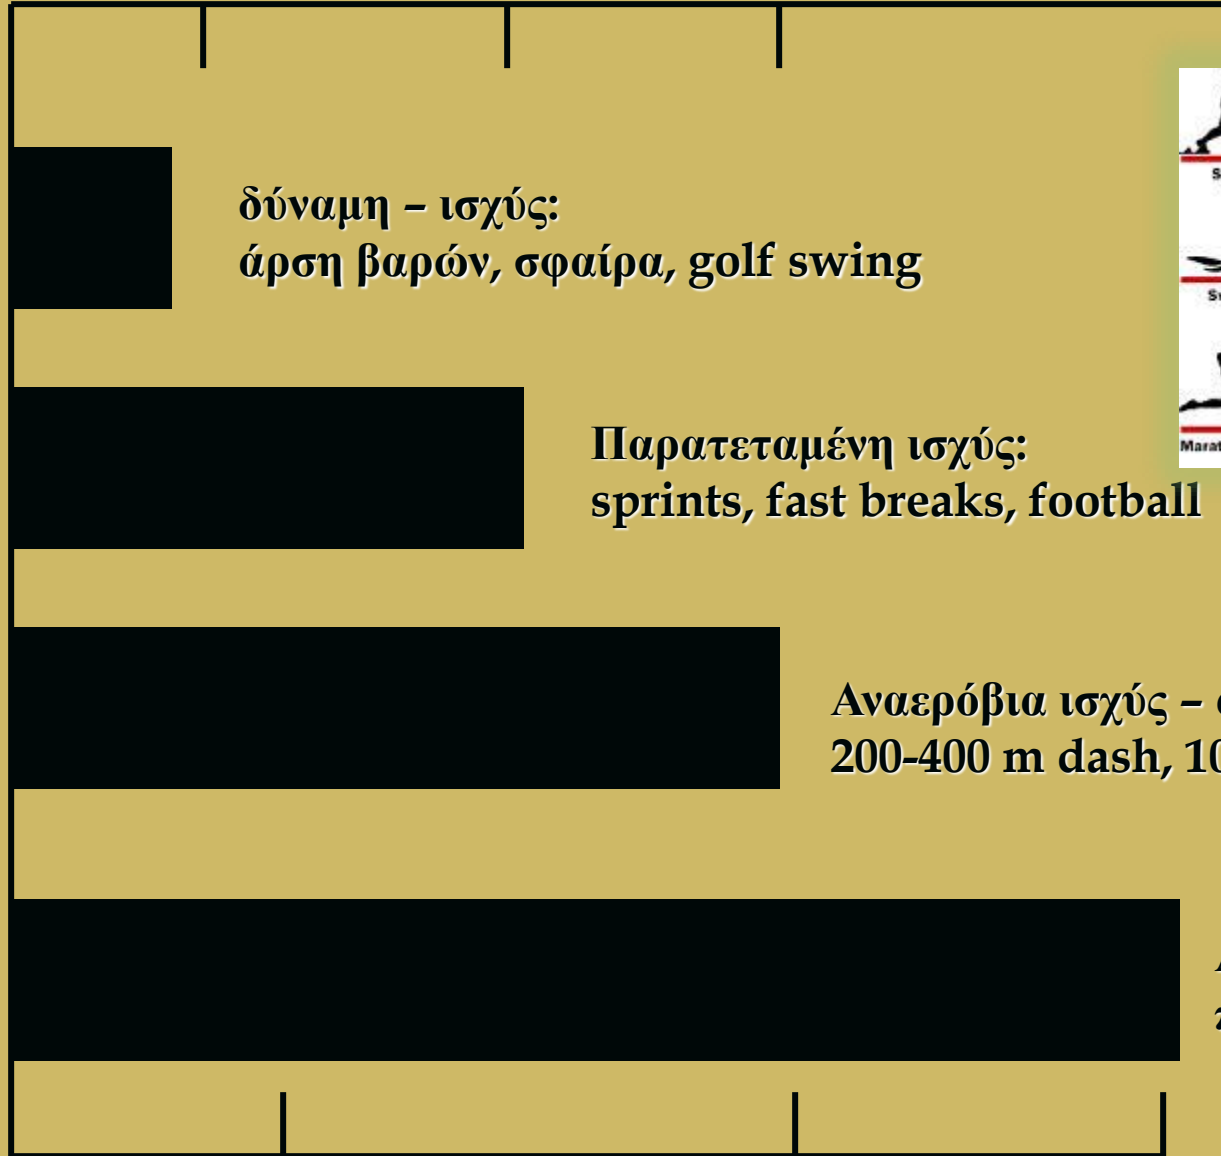 δύναμη – ισχύς:
άρση βαρών, σφαίρα, golf swing
Παρατεταμένη ισχύς:
sprints, fast breaks, football
Αναερόβια ισχύς –
200-400 m dash,